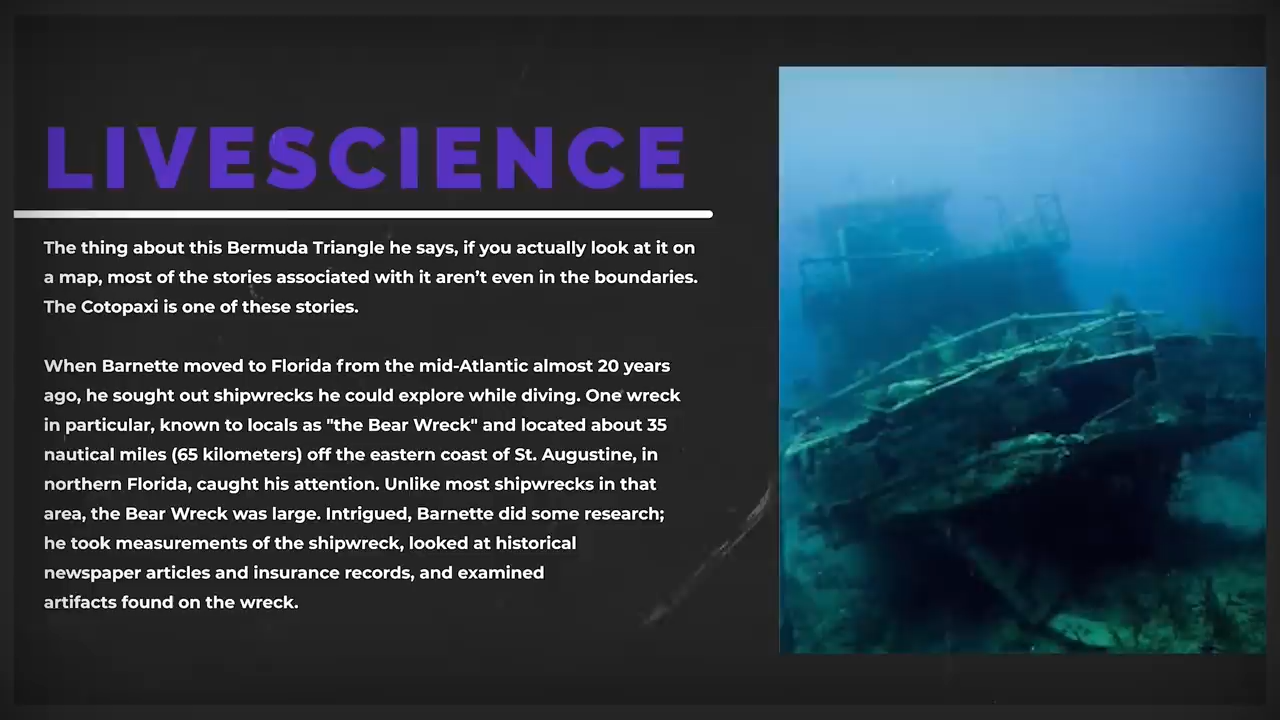 LIVESCIENCE
The thing about this Bermuda Triangle he says, if you actually look at it on
a map, most of the stories associated with it aren’t even in the boundaries.
The Cotopaxi is one of these stories.
When Barnette moved to Florida from the mid-Atlantic almost 20 years
ago, he sought out shipwrecks he could explore while diving. One wreck
in particular, known to locals as "the Bear Wreck" and located about 35
nautical miles (65 kilometers) off the eastern coast of St. Augustine, in
northern Florida, caught his attention. Unlike most shipwrecks in that
area, the Bear Wreck was large. Intrigued, Barnette did some research;
he took measurements of the shipwreck, looked at historical
newspaper articles and insurance records, and examined
artifacts found on the wreck.